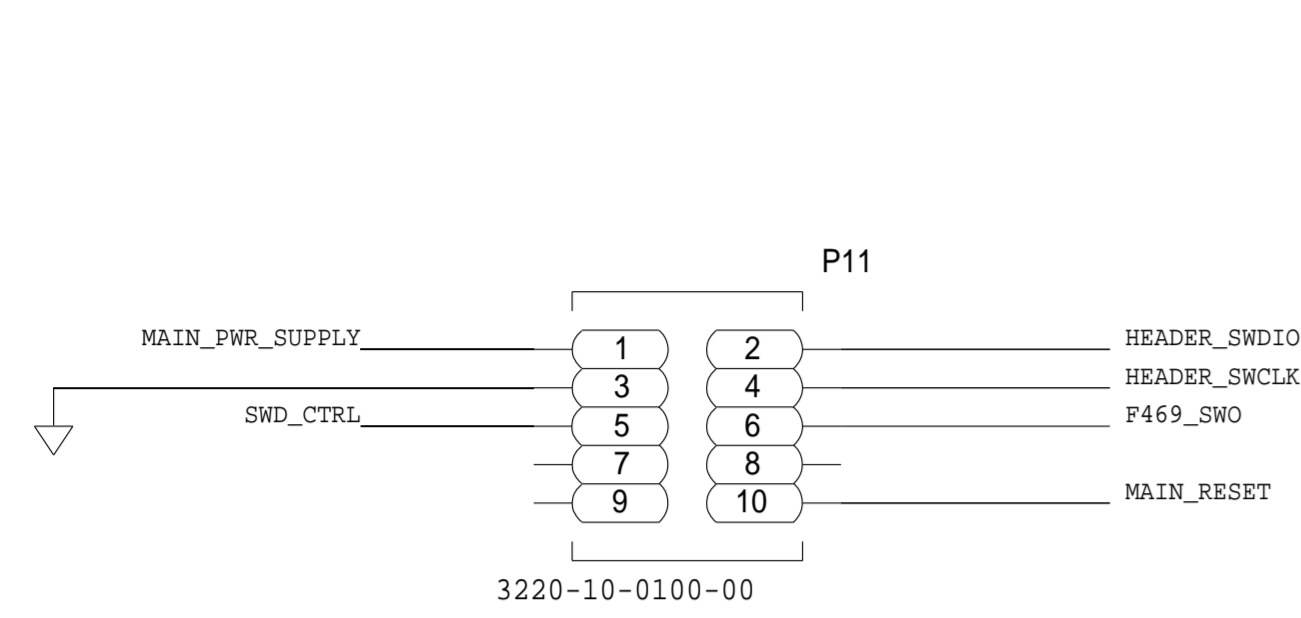 P11
MAIN_PWR_SUPPLY 1 2 HEADER_SWDIO
3 4 HEADER_SWCLK
SWD_CTRL 5 6 F469_SWO
7 8
9 10 MAIN_RESET
3220-10-0100-00